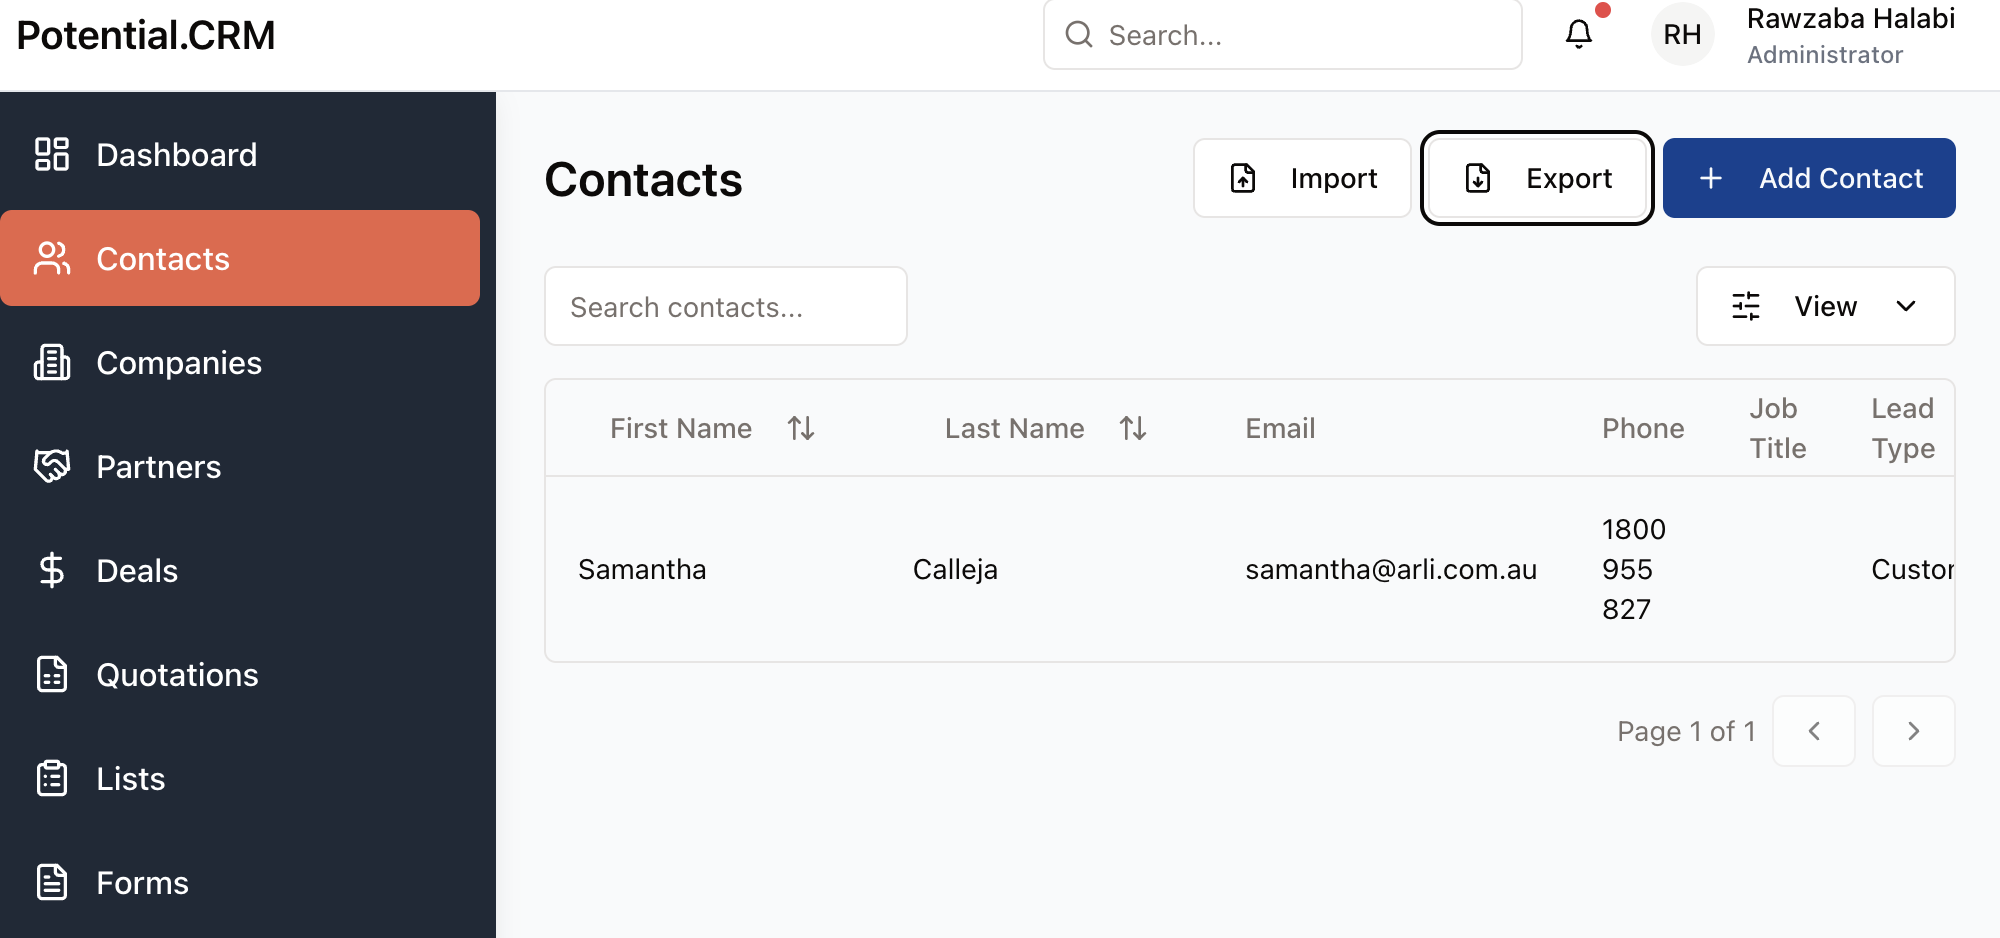 Potential.CRM
Search...
RH
Rawzaba Halabi
Administrator
Dashboard
Contacts
Companies
Partners
Deals
Quotations
Lists
Forms
Contacts
Import
Export
Add Contact
Search contacts...
View
First Name
Last Name
Email
Phone
Job
Title
Lead
Type
Samantha
Calleja
samantha@arli.com.au
1800
955
827
Custor
Page 1 of 1